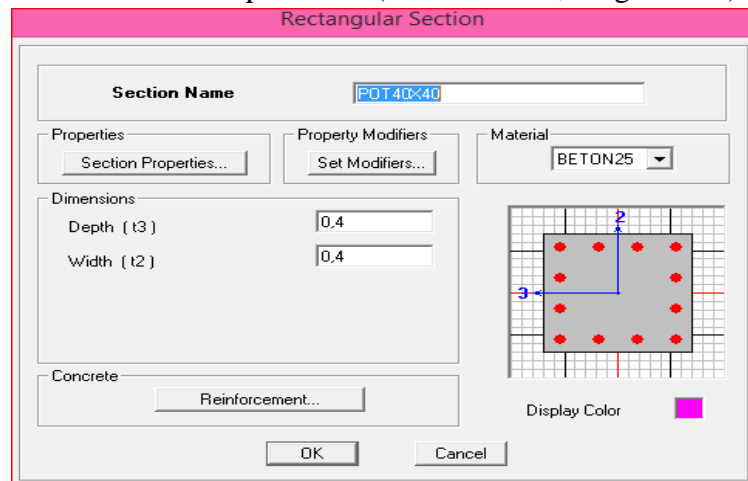 Rectangular Section
Section Name
POT40X40
Properties
Section Properties...
Property Modifiers
Set Modifiers...
Material
BETON25
Dimensions
Depth ( t3 )
0,4
Width ( t2 )
0,4
2
3
Concrete
Reinforcement...
Display Color
OK
Cancel